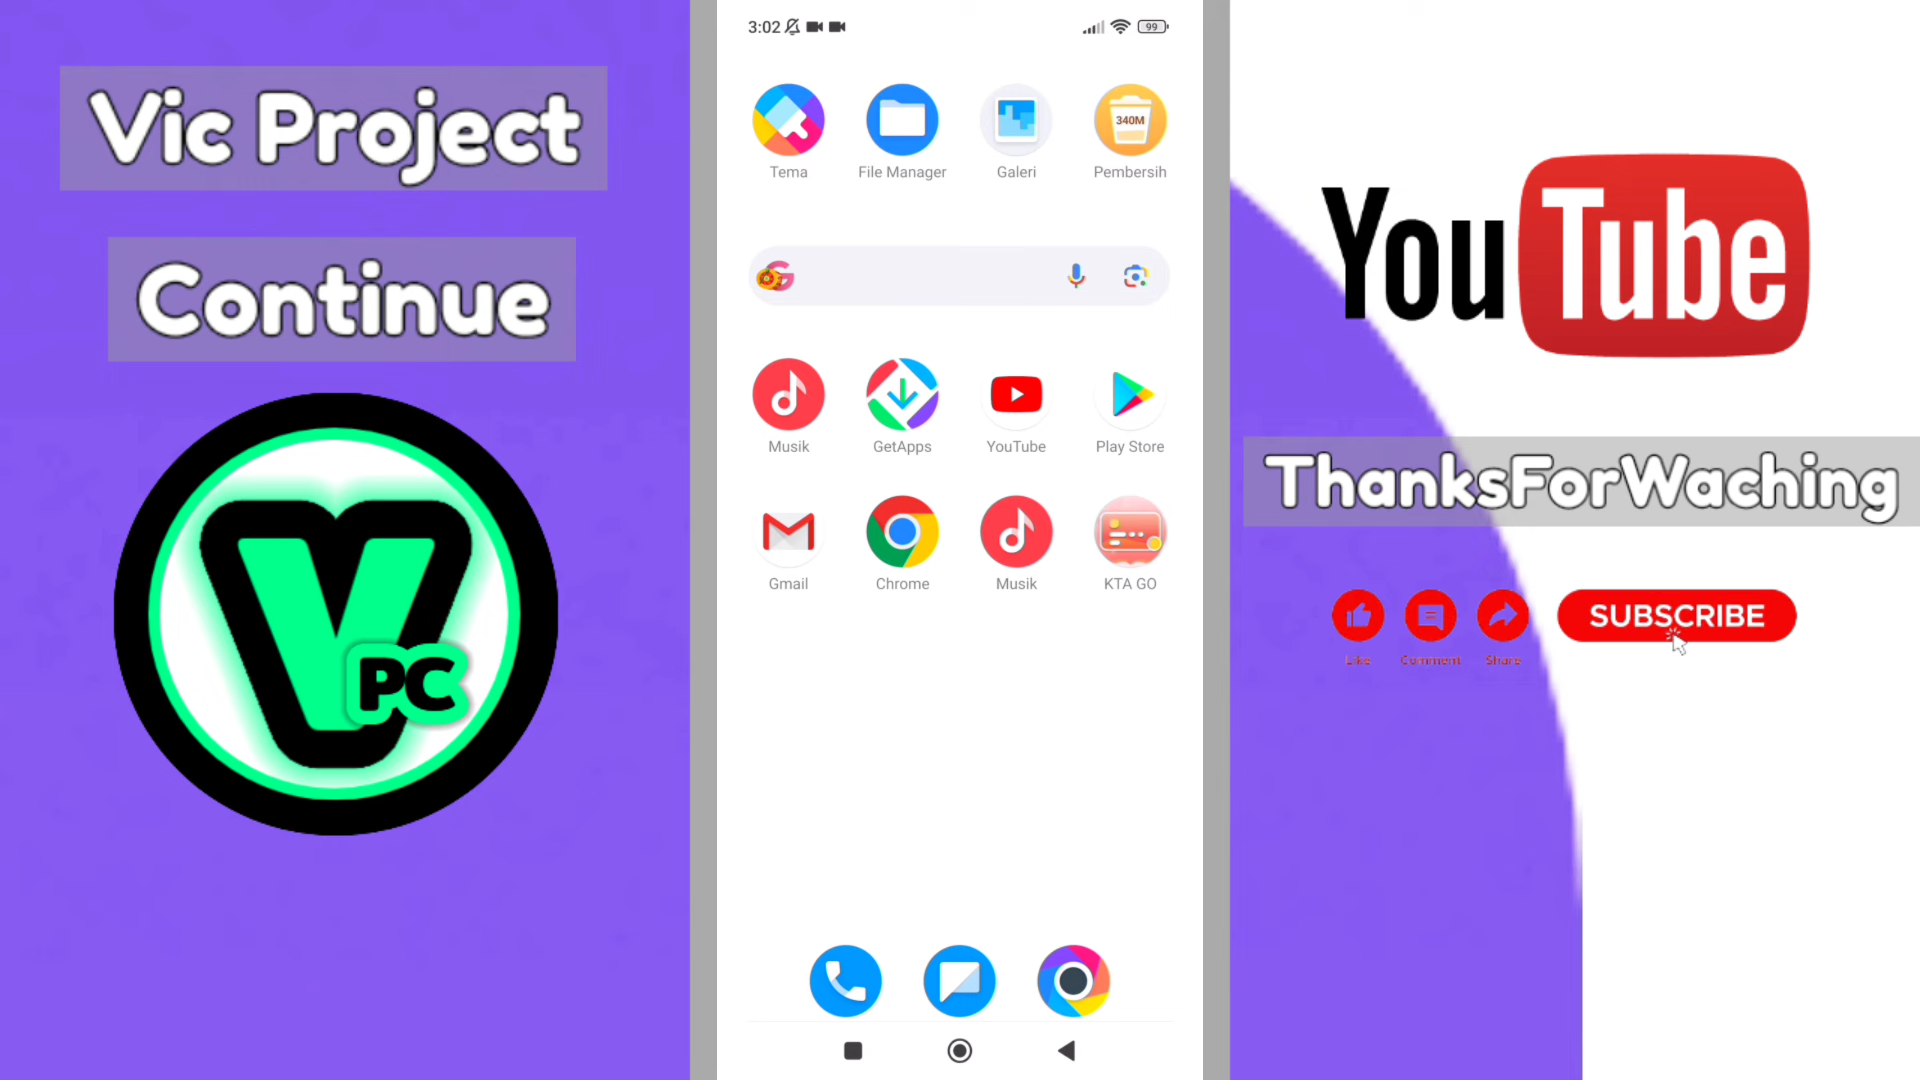 Vic Project
Continue
V
PC
3:02
99
340M
Tema
File Manager
Galeri
Pembersih
G
Musik
GetApps
YouTube
Play Store
Gmail
Chrome
Musik
KTA GO
YouTube
ThanksForWaching
Like
Comment
Share
SUBSCRIBE